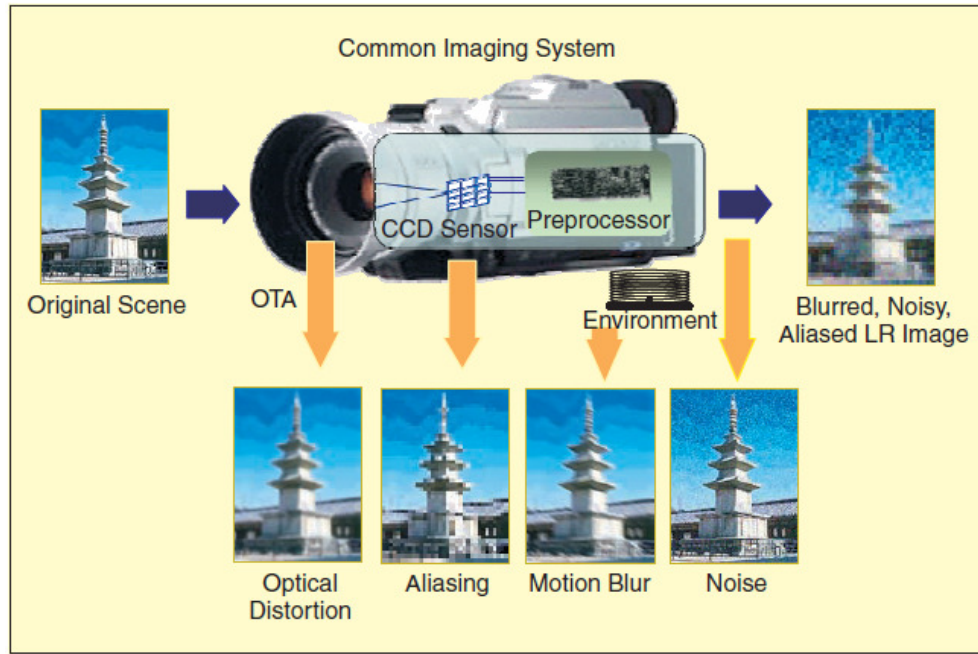 Common Imaging System
CCD Sensor
Preprocessor
Original Scene
OTA
Environment
Blurred, Noisy,
Aliased LR Image
Optical
Distortion
Aliasing
Motion Blur
Noise